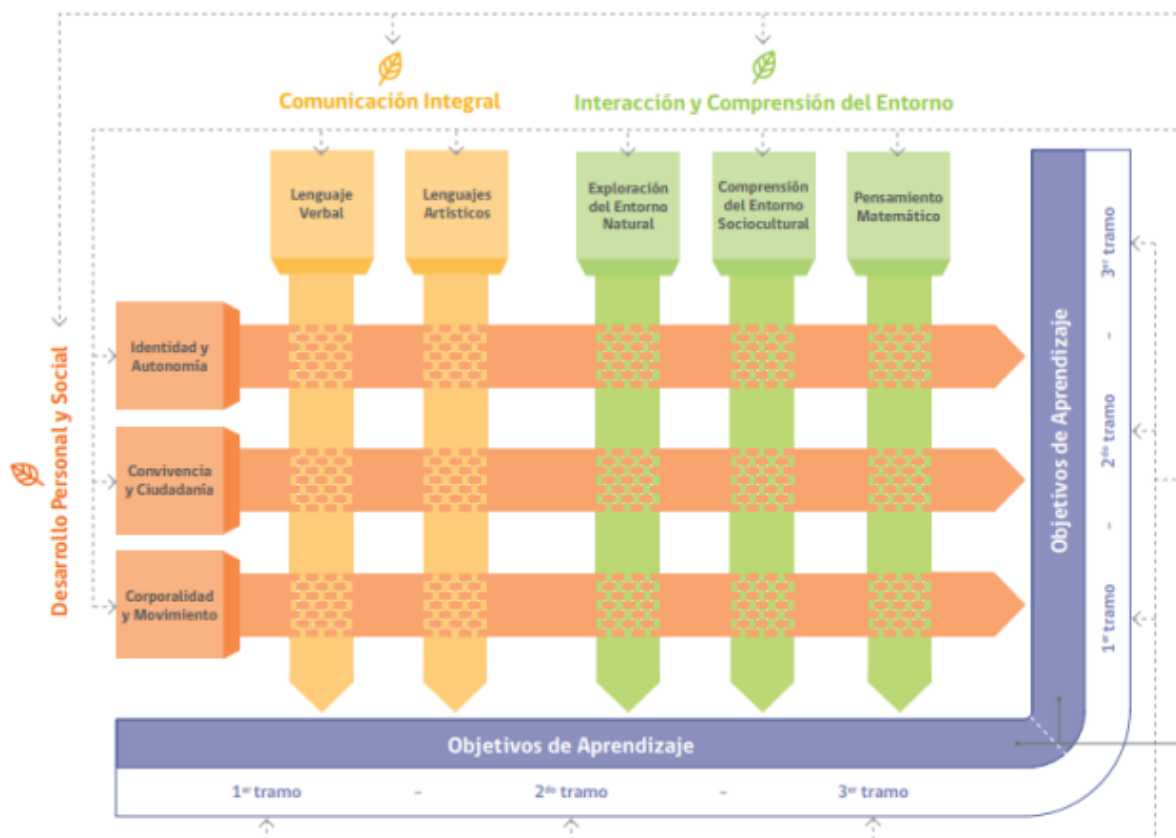 Comunicación Integral
Interacción y Comprensión del Entorno
Lenguaje
Verbal
Lenguajes
Artísticos
Exploración
del Entorno
Natural
Comprensión
del Entorno
Sociocultural
Pensamiento
Matemático
Desarrollo Personal y Social
Identidad y
Autonomía
Convivencia
y Ciudadanía
Corporalidad
y Movimiento
Objetivos de Aprendizaje
3er tramo
–
2do tramo
–
1er tramo
Objetivos de Aprendizaje
1er tramo – 2do tramo – 3er tramo